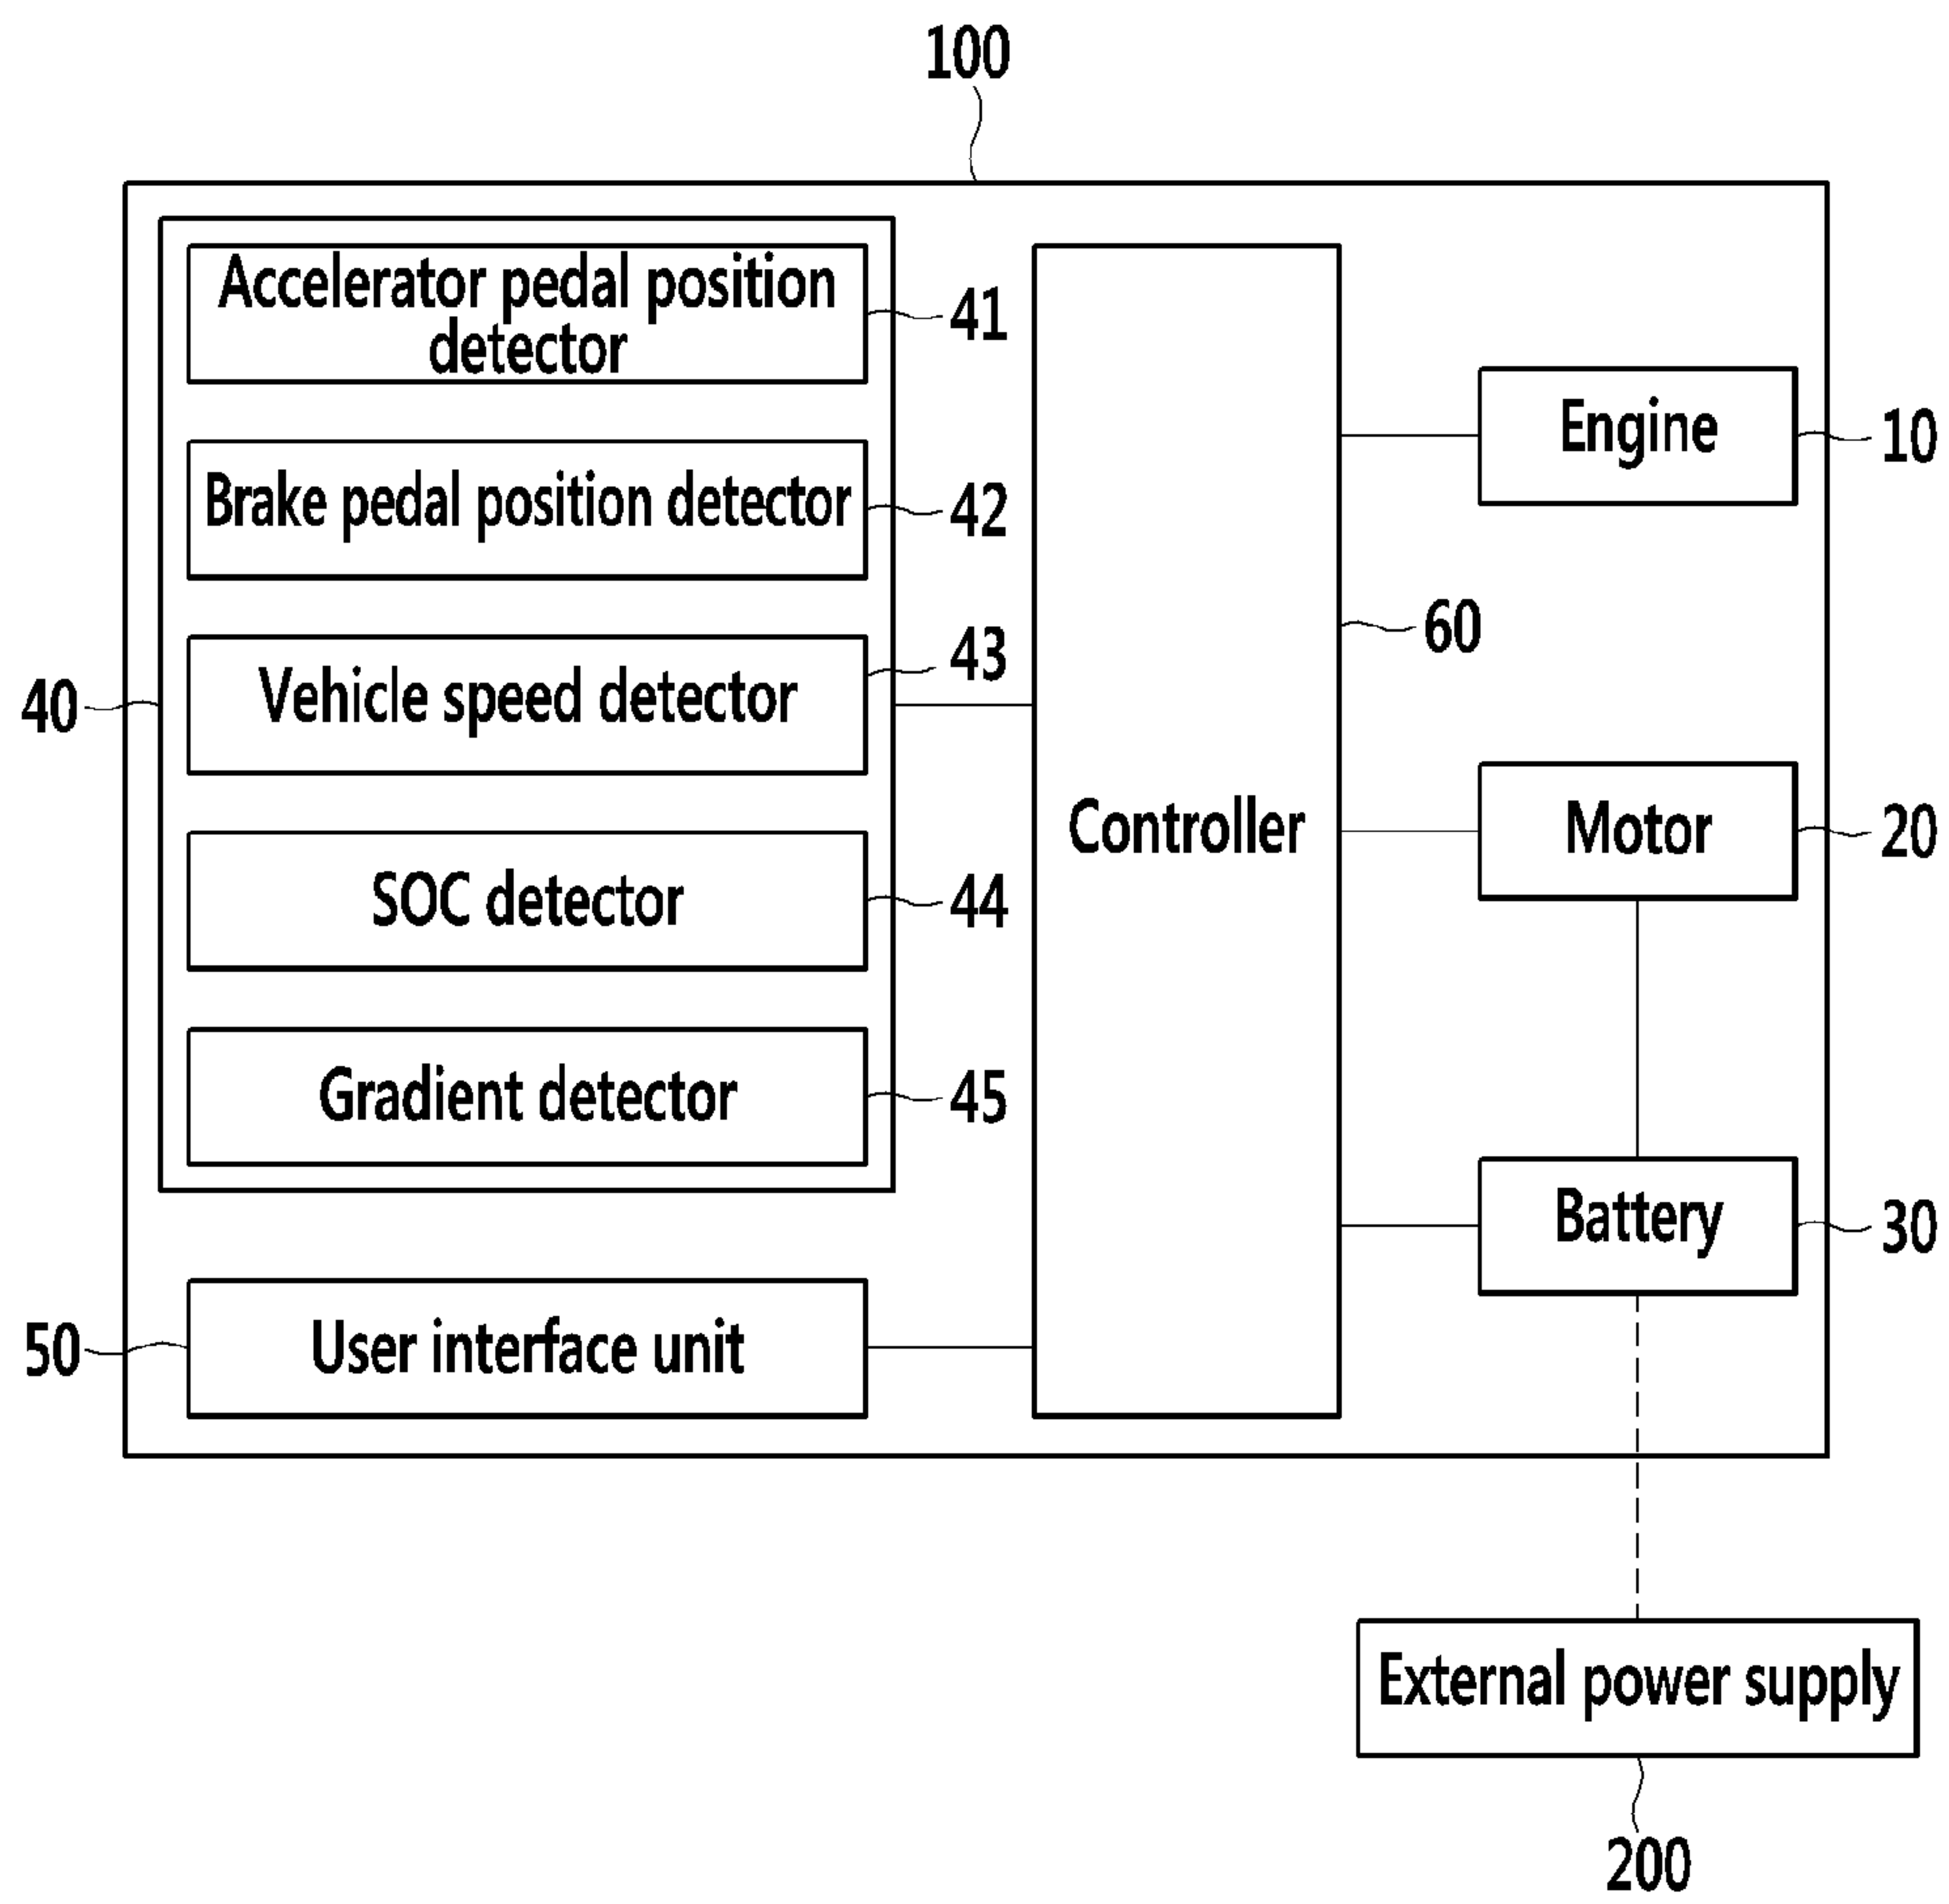 100
Accelerator pedal position
detector
41
Brake pedal position detector
42
Vehicle speed detector
43
SOC detector
44
Gradient detector
45
40
User interface unit
50
Controller
60
Engine
10
Motor
20
Battery
30
External power supply
200